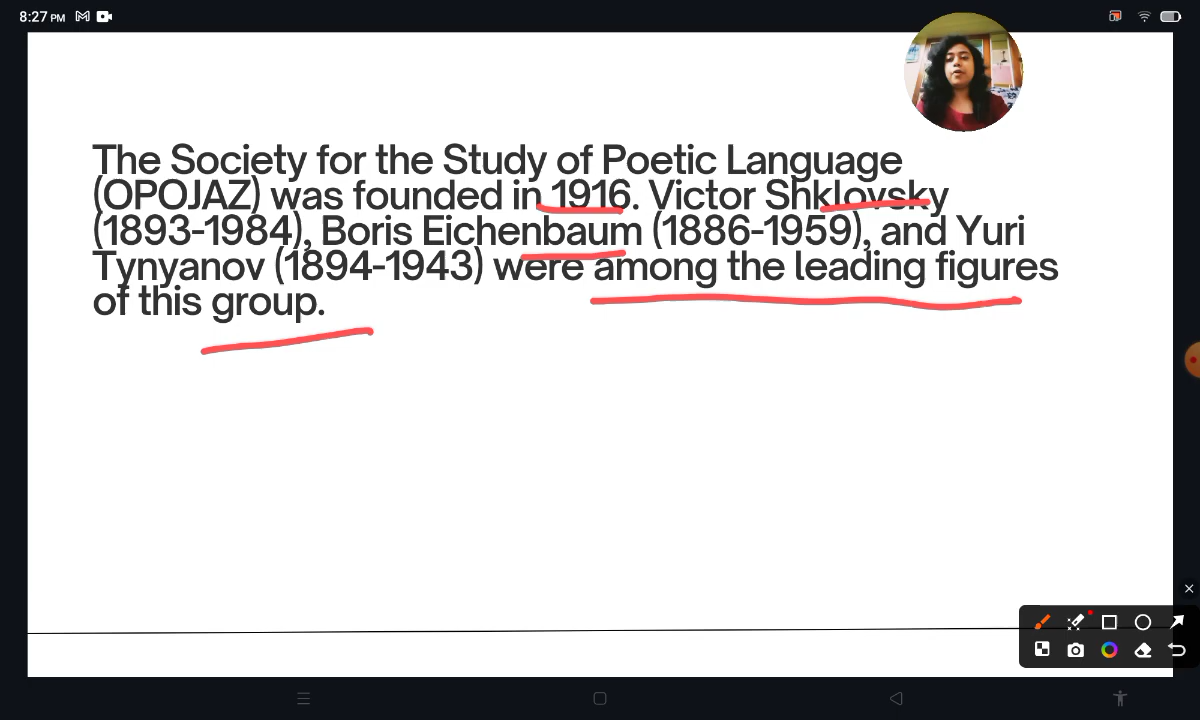 8:27 PM
The Society for the Study of Poetic Language
(OPOJAZ) was founded in 1916. Victor Shklovsky
(1893-1984), Boris Eichenbaum (1886-1959), and Yuri
Tynyanov (1894-1943) were among the leading figures
of this group.